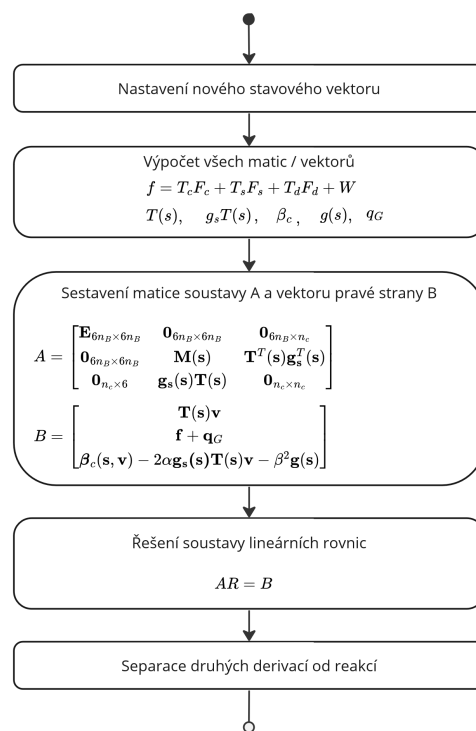 Nastavení nového stavového vektoru
Výpočet všech matic / vektorů
f = T_c F_c + T_s F_s + T_d F_d + W
T(s), g_s T(s), β_c, g(s), q_G
Sestavení matice soustavy A a vektoru pravé strany B
A = [ E_{6n_B×6n_B} 0_{6n_B×6n_B} 0_{6n_B×n_c}
0_{6n_B×6n_B} M(s) T^T(s)g_s^T(s)
0_{n_c×6} g_s(s)T(s) 0_{n_c×n_c} ]
B = [ T(s)v
f + q_G
β_c(s, v) − 2αg_s(s)T(s)v − β^2 g(s) ]
Řešení soustavy lineárních rovnic
AR = B
Separace druhých derivací od reakcí